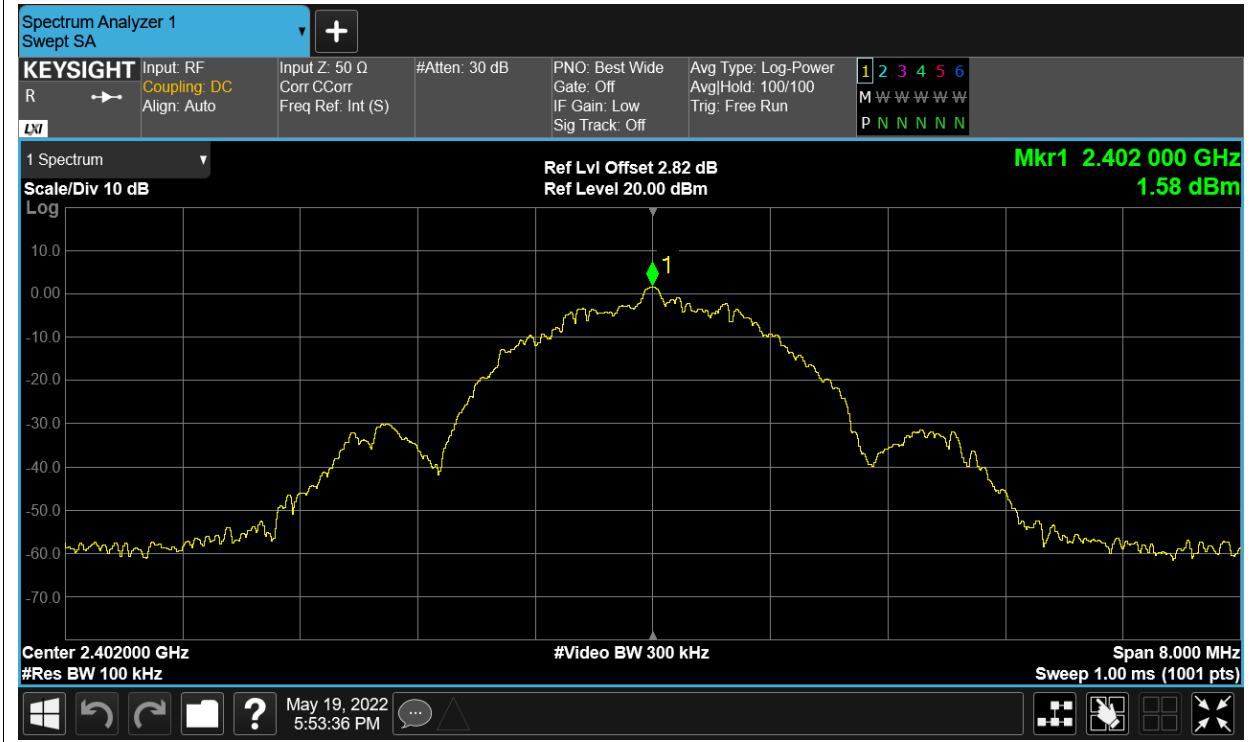 Spectrum Analyzer 1
Swept SA
+
KEYSIGHT
R
LXI
Input: RF
Coupling: DC
Align: Auto
Input Z: 50 Ω
Corr CCorr
Freq Ref: Int (S)
#Atten: 30 dB
PNO: Best Wide
Gate: Off
IF Gain: Low
Sig Track: Off
Avg Type: Log-Power
Avg|Hold: 100/100
Trig: Free Run
1 2 3 4 5 6
M W W W W W
P N N N N N
1 Spectrum
Scale/Div 10 dB
Log
Ref Lvl Offset 2.82 dB
Ref Level 20.00 dBm
Mkr1 2.402 000 GHz
1.58 dBm
1
10.0
0.00
-10.0
-20.0
-30.0
-40.0
-50.0
-60.0
-70.0
Center 2.402000 GHz
#Video BW 300 kHz
Span 8.000 MHz
#Res BW 100 kHz
Sweep 1.00 ms (1001 pts)
?
May 19, 2022
5:53:36 PM